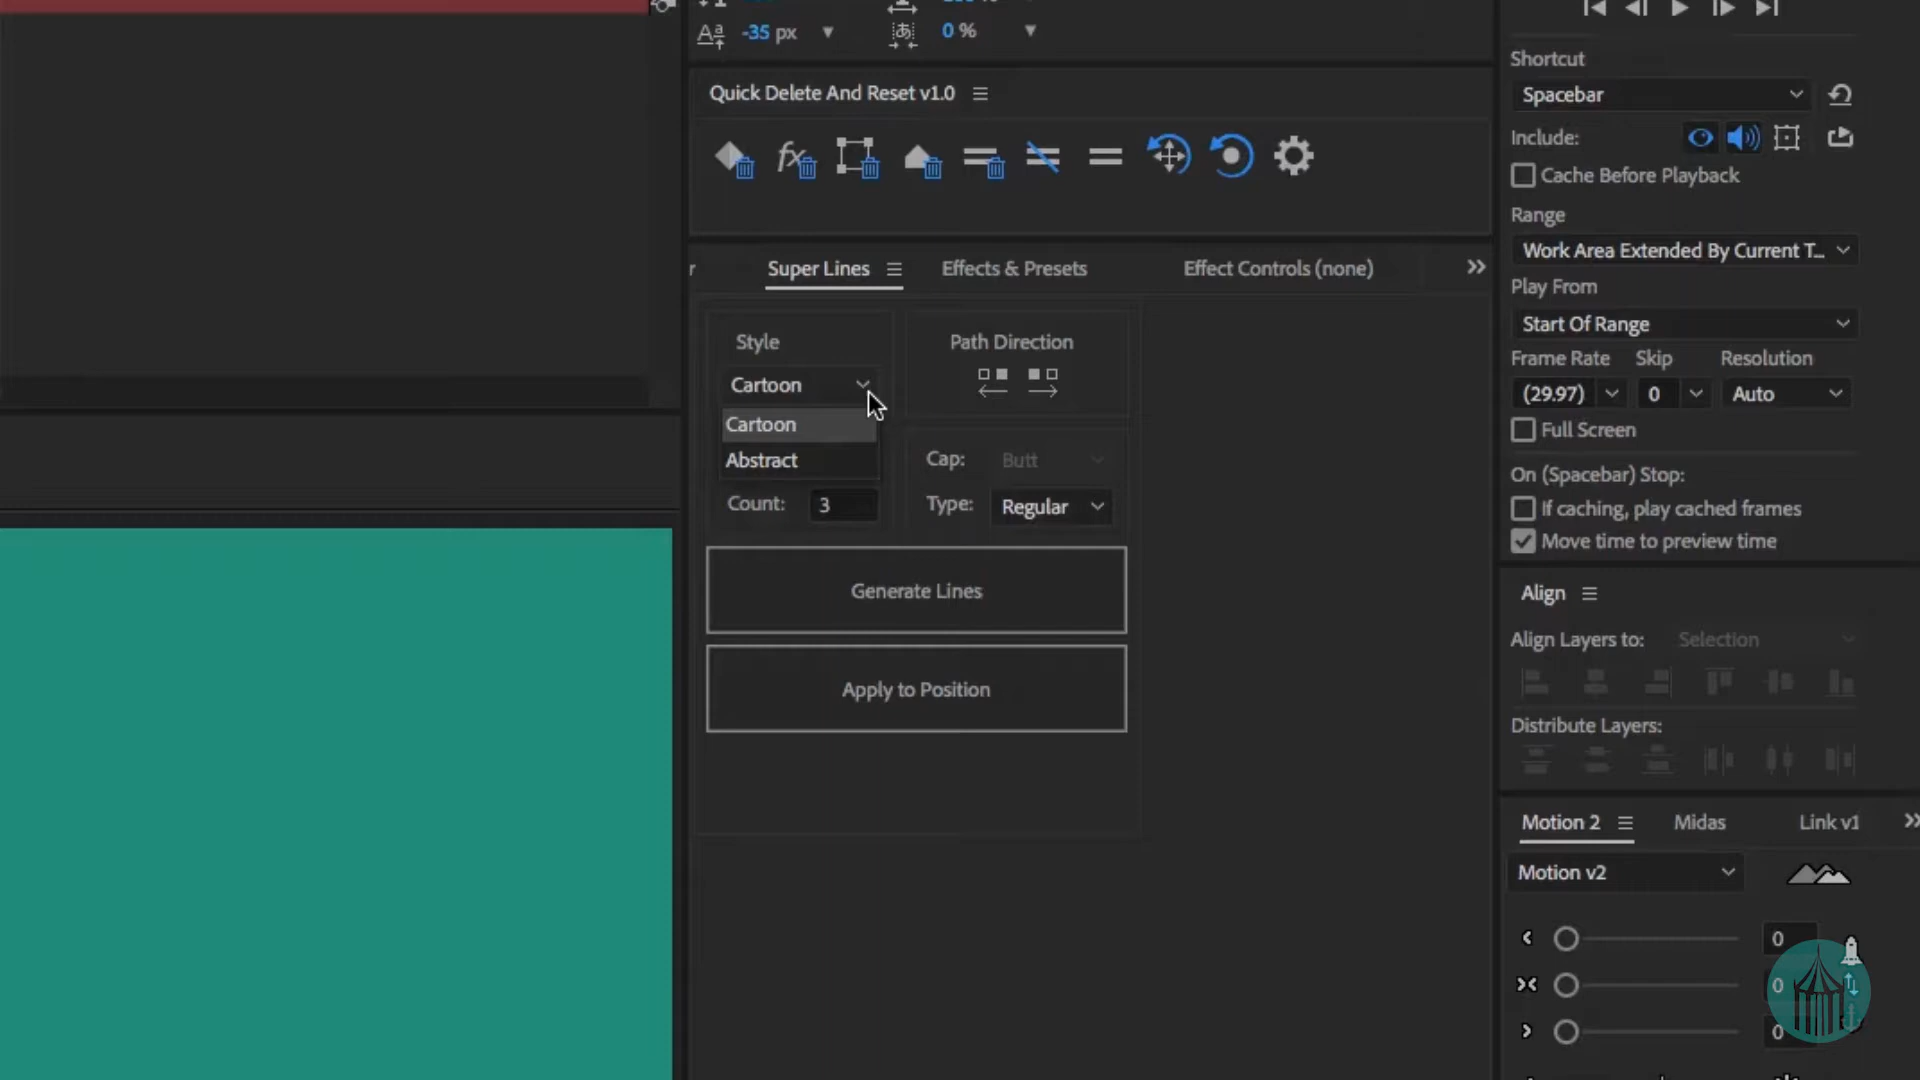 -35 px
0 %
Quick Delete And Reset v1.0
fx
Super Lines
Effects & Presets
Effect Controls (none)
Style
Path Direction
Cartoon
Cartoon
Abstract
Cap: Butt
Count: 3
Type: Regular
Generate Lines
Apply to Position
Shortcut
Spacebar
Include:
Cache Before Playback
Range
Work Area Extended By Current T...
Play From
Start Of Range
Frame Rate Skip Resolution
(29.97) 0 Auto
Full Screen
On (Spacebar) Stop:
If caching, play cached frames
Move time to preview time
Align
Align Layers to: Selection
Distribute Layers:
Motion 2 Midas Link v1
Motion v2
0
0
0